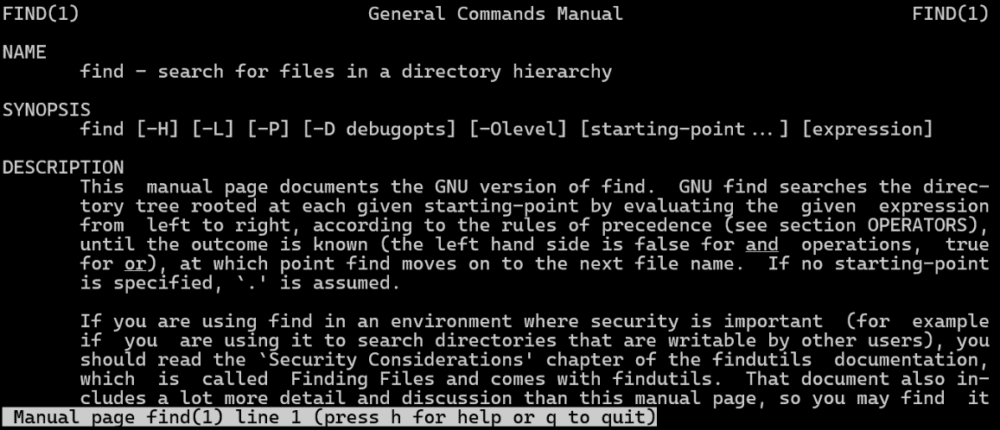 FIND(1)                              General Commands Manual                              FIND(1)
NAME
find - search for files in a directory hierarchy
SYNOPSIS
find [-H] [-L] [-P] [-D debugopts] [-Olevel] [starting-point...] [expression]
DESCRIPTION
This  manual page documents the GNU version of find.  GNU find searches the direc-
tory tree rooted at each given starting-point by evaluating the  given  expression
from  left to right, according to the rules of precedence (see section OPERATORS),
until the outcome is known (the left hand side is false for and  operations,  true
for or), at which point find moves on to the next file name.  If no starting-point
is specified, `.' is assumed.
If you are using find in an environment where security is important  (for  example
if  you  are using it to search directories that are writable by other users), you
should read the `Security Considerations' chapter of the findutils  documentation,
which  is  called  Finding Files and comes with findutils.  That document also in-
cludes a lot more detail and discussion than this manual page, so you may find  it
Manual page find(1) line 1 (press h for help or q to quit)